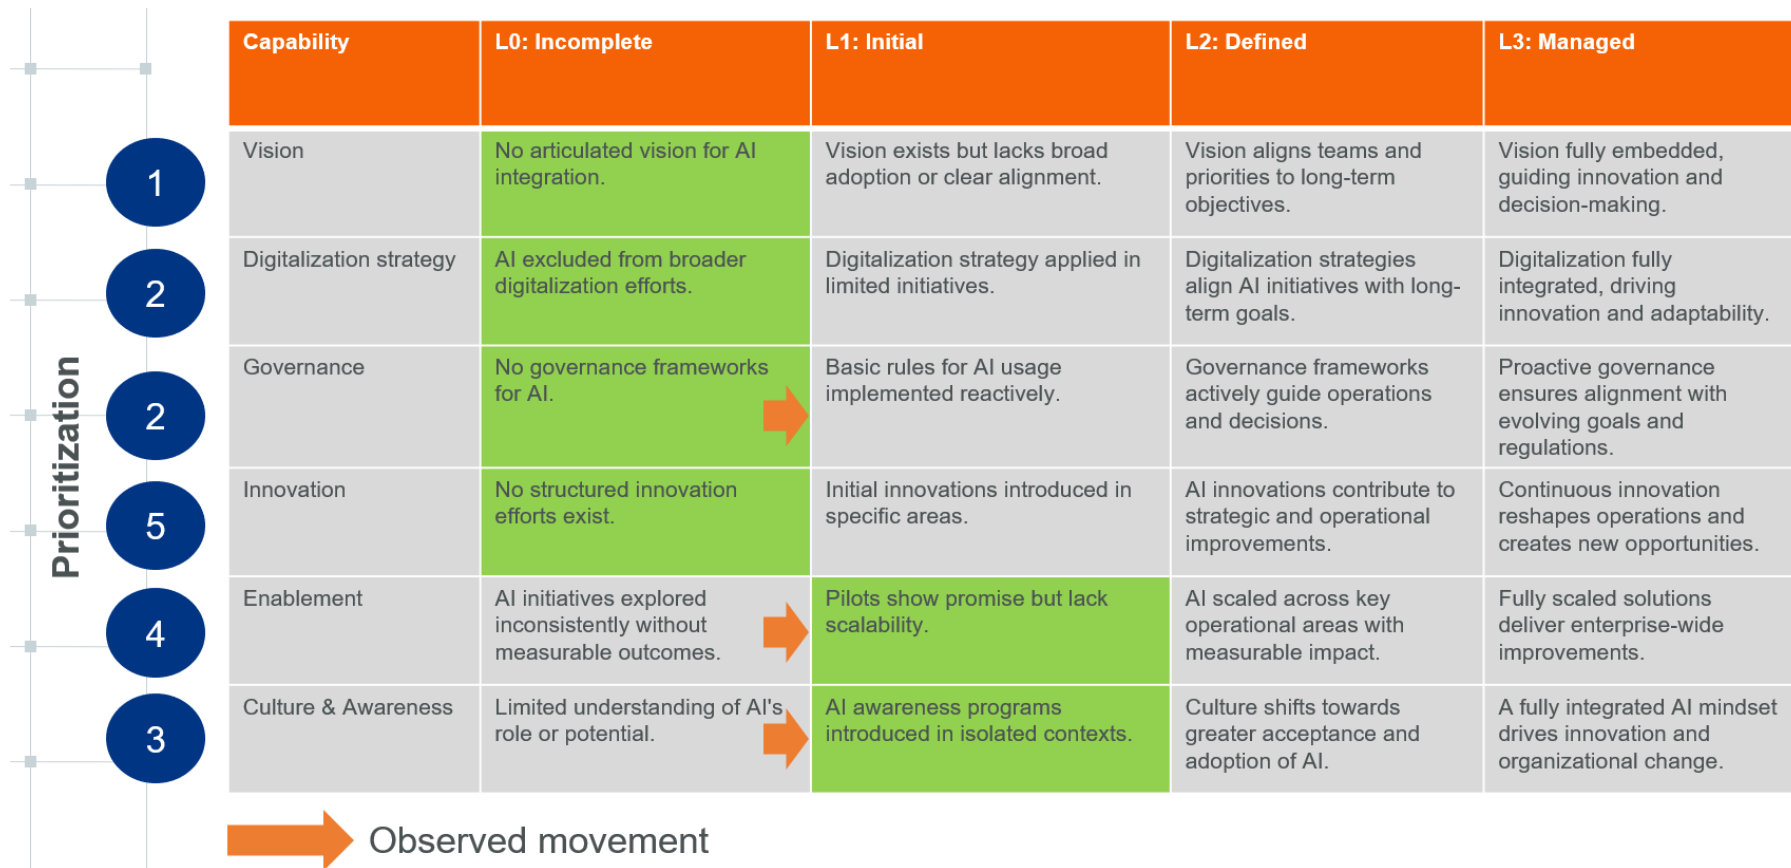 Capability
L0: Incomplete
L1: Initial
L2: Defined
L3: Managed
Prioritization
1
Vision
No articulated vision for AI
integration.
Vision exists but lacks broad
adoption or clear alignment.
Vision aligns teams and
priorities to long-term
objectives.
Vision fully embedded,
guiding innovation and
decision-making.
2
Digitalization strategy
AI excluded from broader
digitalization efforts.
Digitalization strategy applied in
limited initiatives.
Digitalization strategies
align AI initiatives with long-
term goals.
Digitalization fully
integrated, driving
innovation and adaptability.
2
Governance
No governance frameworks
for AI.
Basic rules for AI usage
implemented reactively.
Governance frameworks
actively guide operations
and decisions.
Proactive governance
ensures alignment with
evolving goals and
regulations.
5
Innovation
No structured innovation
efforts exist.
Initial innovations introduced in
specific areas.
AI innovations contribute to
strategic and operational
improvements.
Continuous innovation
reshapes operations and
creates new opportunities.
4
Enablement
AI initiatives explored
inconsistently without
measurable outcomes.
Pilots show promise but lack
scalability.
AI scaled across key
operational areas with
measurable impact.
Fully scaled solutions
deliver enterprise-wide
improvements.
3
Culture & Awareness
Limited understanding of AI's
role or potential.
AI awareness programs
introduced in isolated contexts.
Culture shifts towards
greater acceptance and
adoption of AI.
A fully integrated AI mindset
drives innovation and
organizational change.
Observed movement